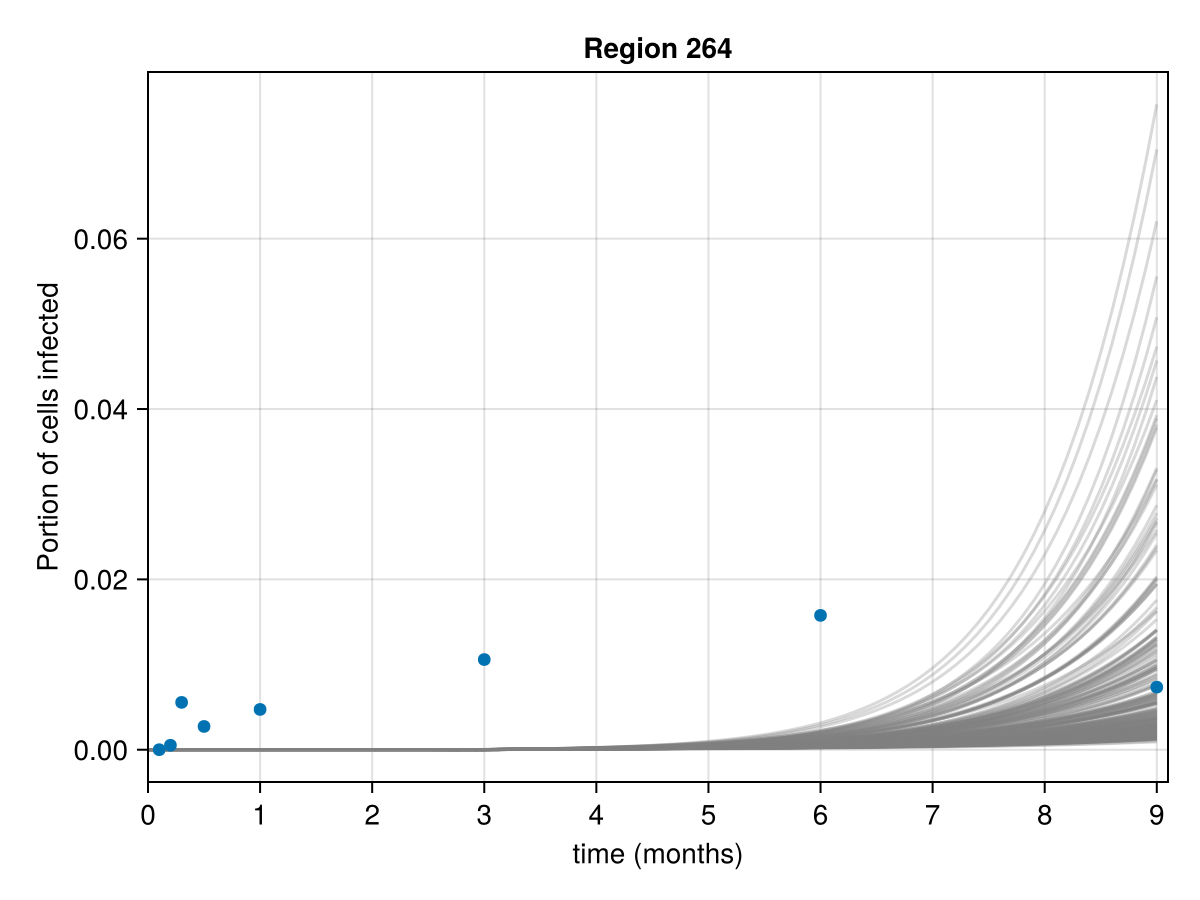 Region 264
Portion of cells infected
0.06
0.04
0.02
0.00
0 1 2 3 4 5 6 7 8 9
time (months)